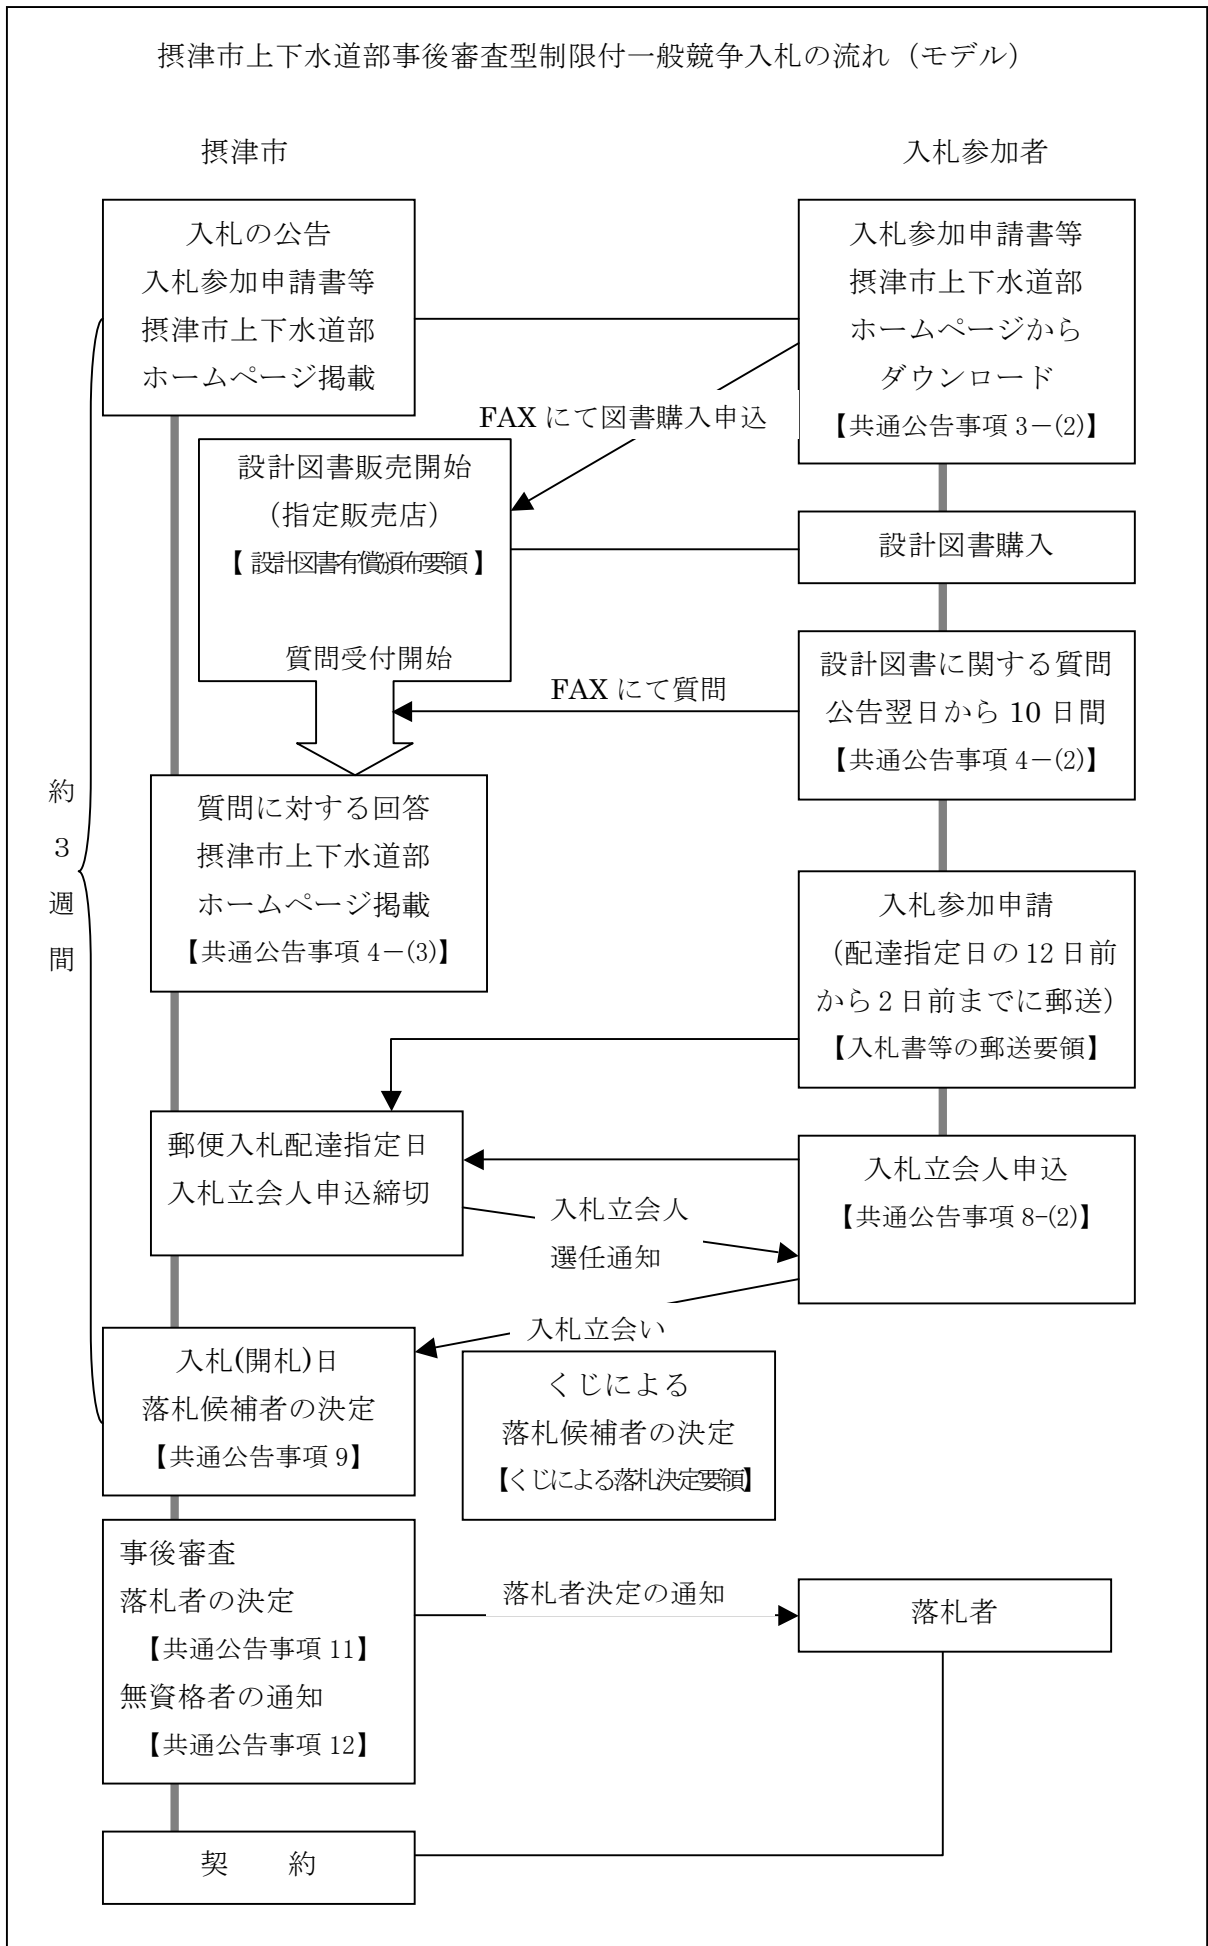 摂津市上下水道部事後審査型制限付一般競争入札の流れ（モデル）
摂津市
入札参加者
入札の公告
入札参加申請書等
摂津市上下水道部
ホームページ掲載
入札参加申請書等
摂津市上下水道部
ホームページから
ダウンロード
【共通公告事項 3－(2)】
FAX にて図書購入申込
設計図書販売開始
（指定販売店）
【 設計図書有償頒布要領 】
質問受付開始
設計図書購入
FAX にて質問
設計図書に関する質問
公告翌日から 10 日間
【共通公告事項 4－(2)】
約
３
週
間
質問に対する回答
摂津市上下水道部
ホームページ掲載
【共通公告事項 4－(3)】
入札参加申請
（配達指定日の 12 日前
から 2 日前までに郵送）
【入札書等の郵送要領】
郵便入札配達指定日
入札立会人申込締切
入札立会人申込
【共通公告事項 8-(2)】
入札立会人
選任通知
入札立会い
入札(開札)日
落札候補者の決定
【共通公告事項 9】
くじによる
落札候補者の決定
【くじによる落札決定要領】
事後審査
落札者の決定
【共通公告事項 11】
無資格者の通知
【共通公告事項 12】
落札者決定の通知
落札者
契　　約